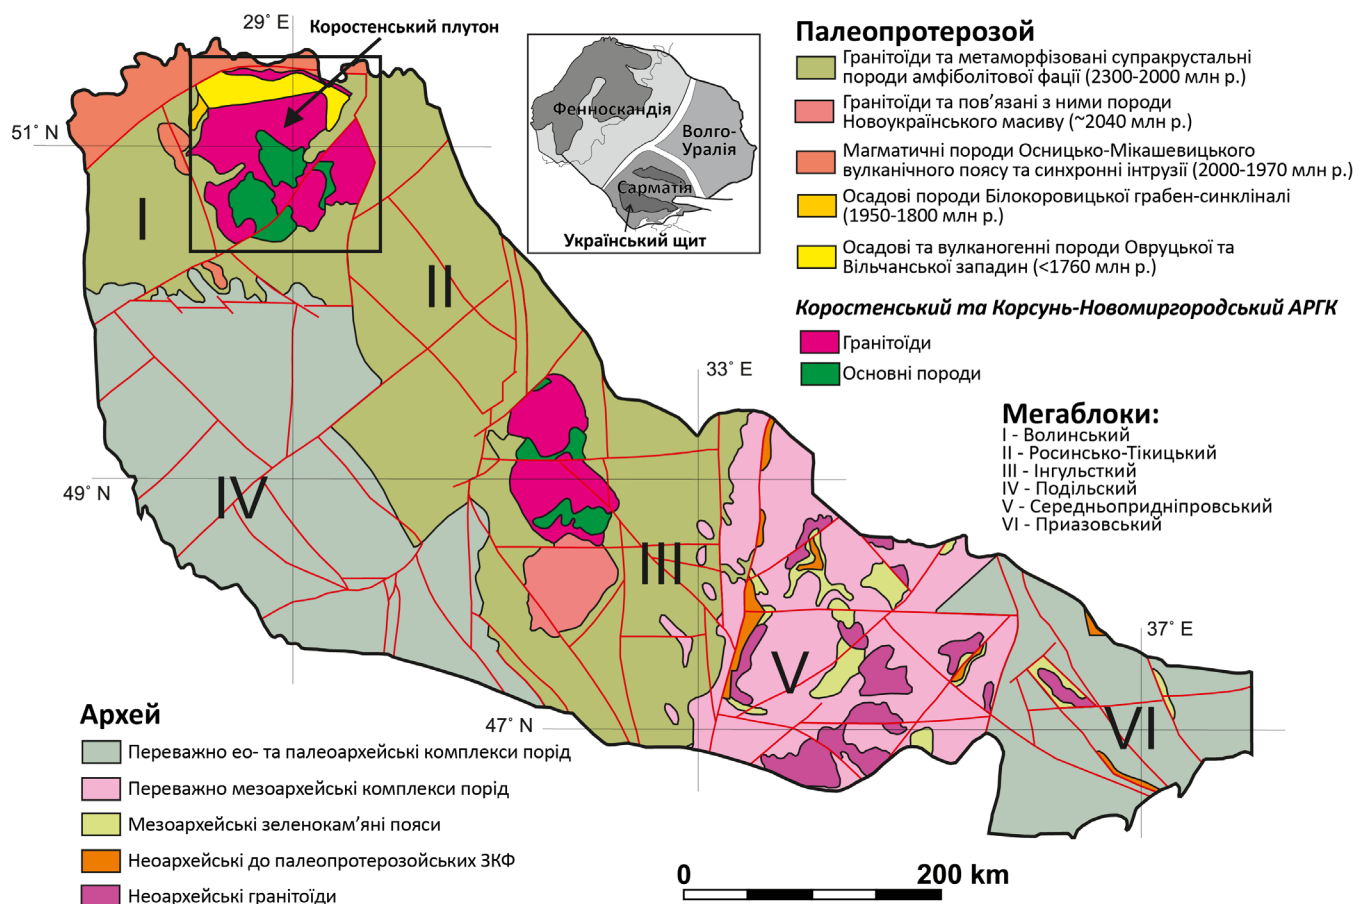 29˚ E
Коростенський плутон
51˚ N
Фенноскандія
Волго-
Уралія
Сарматія
Український щит
Палеопротерозой
Гранітоїди та метаморфізовані супракрустальні
породи амфіболітової фації (2300-2000 млн р.)
Гранітоїди та пов’язані з ними породи
Новоукраїнського масиву (~2040 млн р.)
Магматичні породи Осницько-Мікашевицького
вулканічного поясу та синхронні інтрузії (2000-1970 млн р.)
Осадові породи Білокоровицької грабен-синкліналі
(1950-1800 млн р.)
Осадові та вулканогенні породи Овруцької та
Вільчанської западин (<1760 млн р.)
Коростенський та Корсунь-Новомиргородський АРГК
Гранітоїди
Основні породи
Мегаблоки:
I - Волинський
II - Росинсько-Тікицький
III - Інгульсткий
IV - Подільский
V - Середньопридніпровський
VI - Приазовський
I
II
33˚ E
49˚ N
IV
III
V
37˚ E
VI
47˚ N
Архей
Переважно ео- та палеоархейські комплекси порід
Переважно мезоархейські комплекси порід
Мезоархейські зеленокам’яні пояси
Неоархейські до палеопротерозойських ЗКФ
Неоархейські гранітоїди
0
200 km